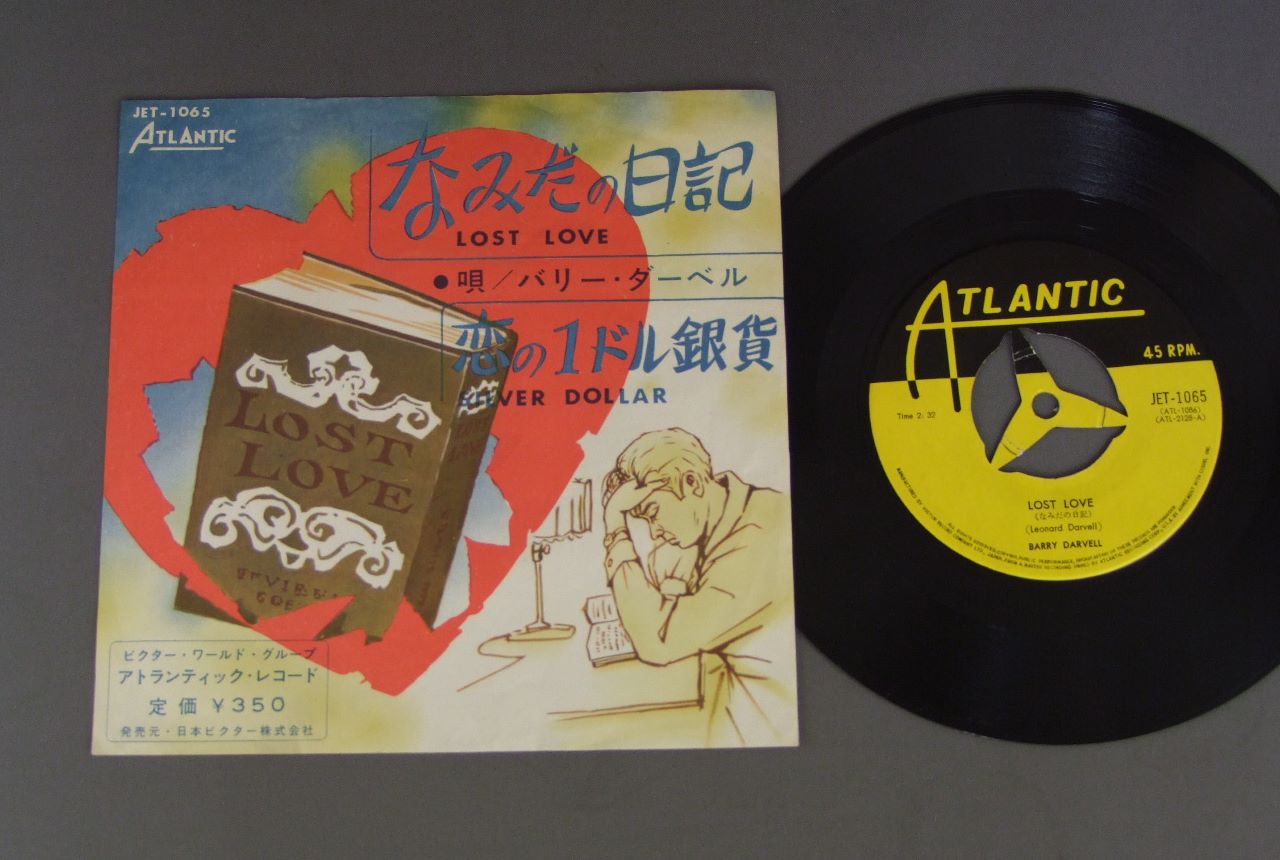 JET-1065
ATLANTIC
なみだの日記
LOST LOVE
●唄/バリー・ダーベル
恋の1ドル銀貨
SILVER DOLLAR
LOST
LOVE
ビクター・ワールド・グループ
アトランティック・レコード
定価 ¥350
発売元・日本ビクター株式会社
ATLANTIC
45 RPM.
JET-1065
Time 2: 32
(ATL-1086)
(ATL-2128-A)
LOST LOVE
(なみだの日記)
(Leonard Darvell)
BARRY DARVELL